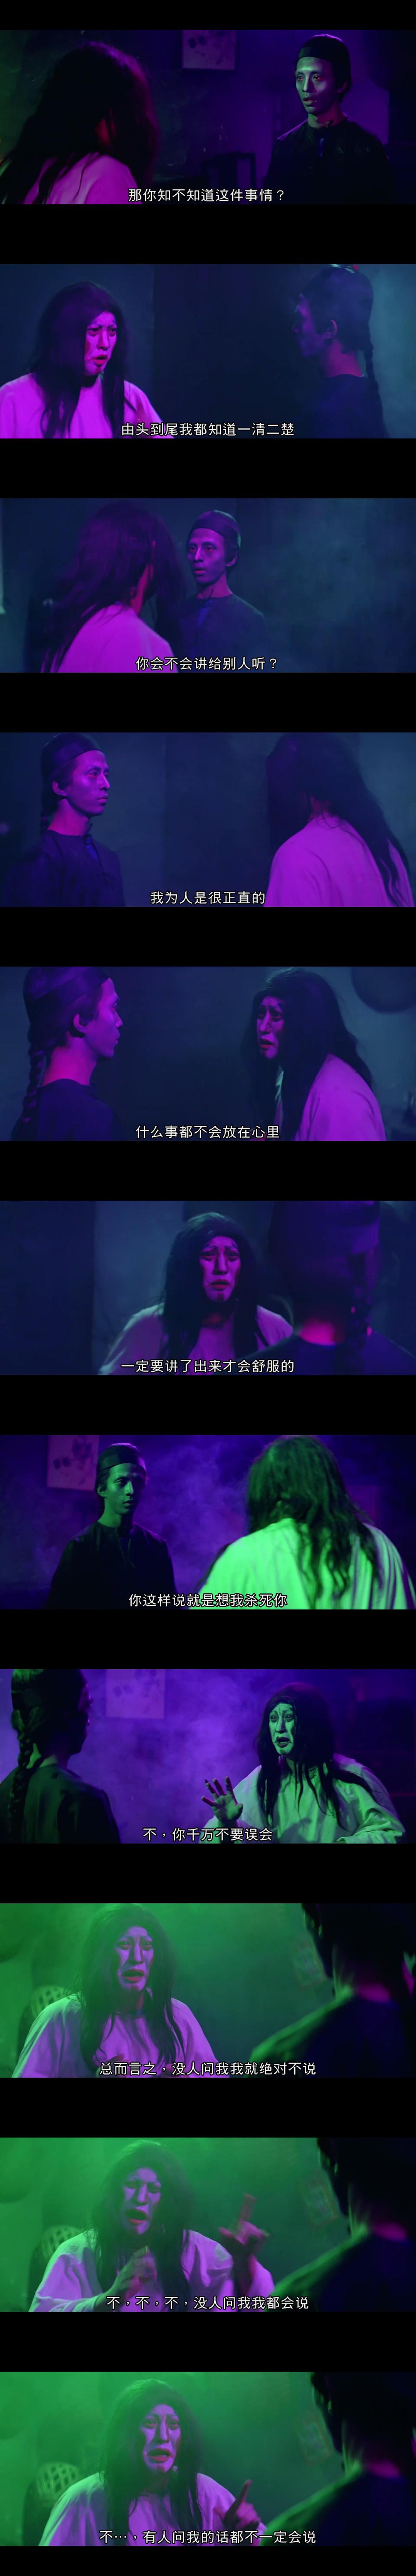 那你知不知道这件事情？
由头到尾我都知道一清二楚
你会不会讲给别人听？
我为人是很正直的
什么事都不会放在心里
一定要讲了出来才会舒服的
你这样说就是想我杀死你
不，你千万不要误会
总而言之，没人问我我就绝对不说
不，不，不，没人问我我都会说
不…，有人问我的话都不一定会说